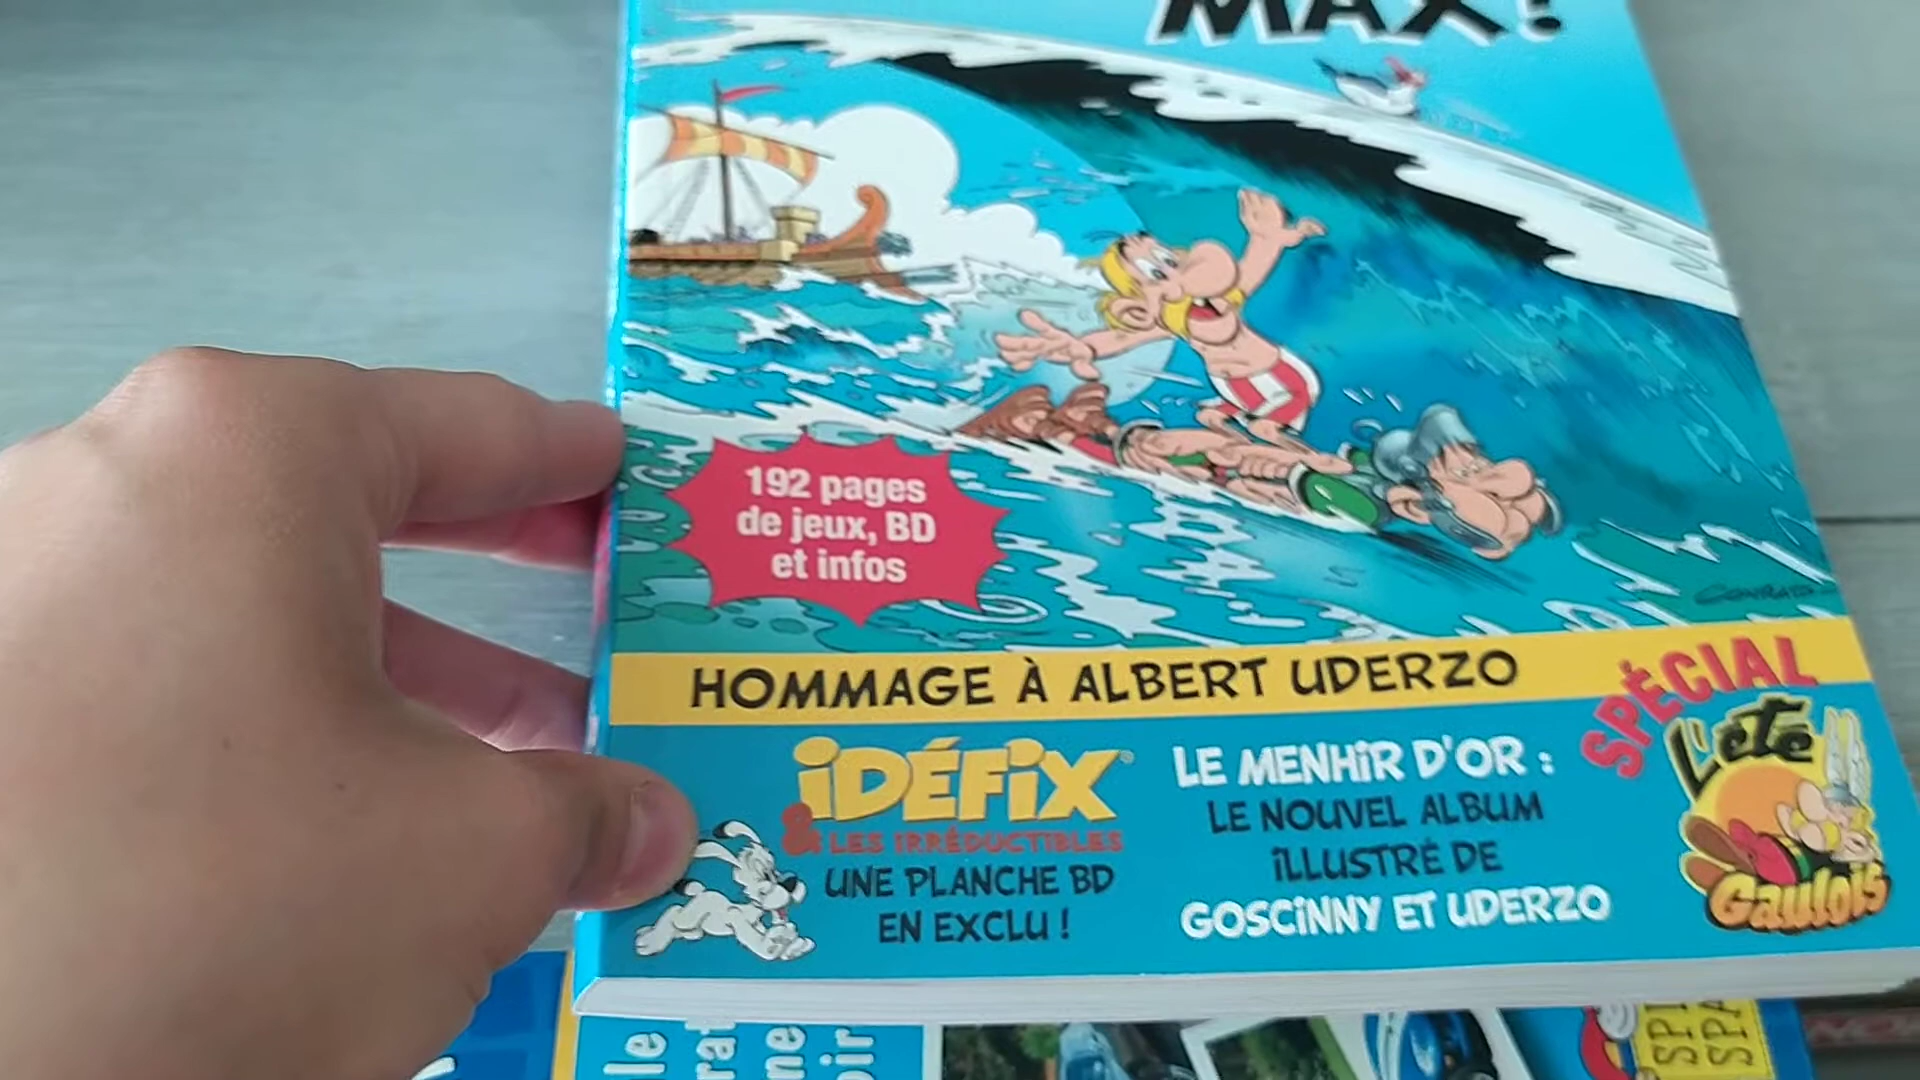 MAX!
192 pages
de jeux, BD
et infos
CONRAD
HOMMAGE À ALBERT UDERZO
SPÉCIAL
L'été
Gaulois
iDÉFiX
& LES IRRÉDUCTIBLES
UNE PLANCHE BD
EN EXCLU !
LE MENHiR D'OR :
LE NOUVEL ALBUM
iLLUSTRÉ DE
GOSCiNNY ET UDERZO